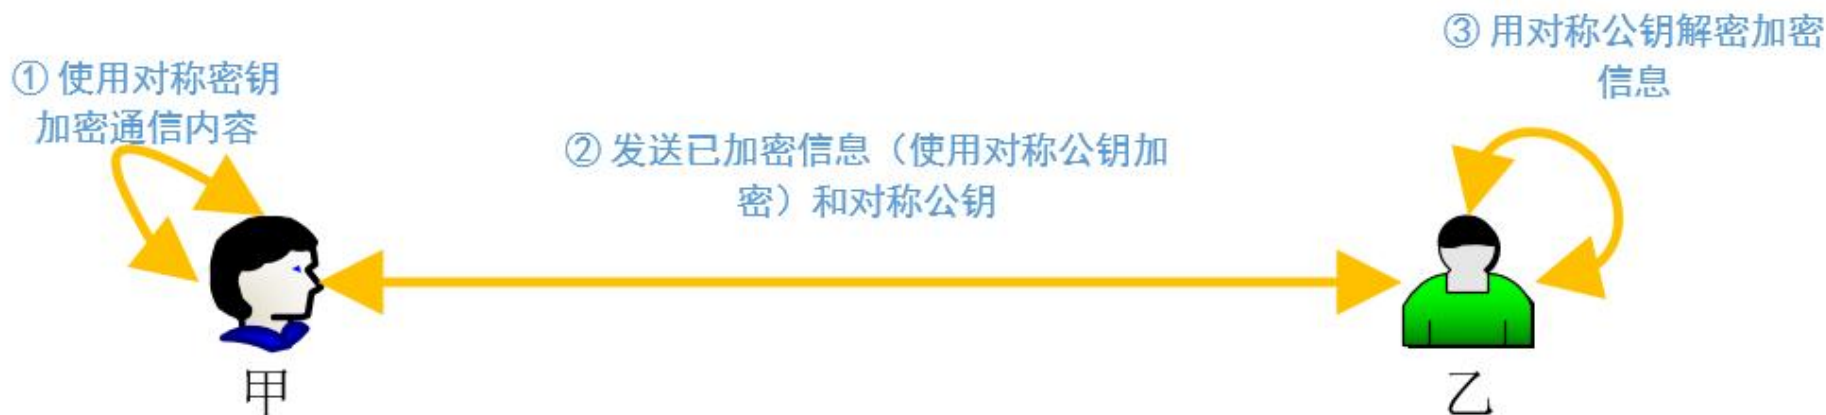 ① 使用对称密钥
加密通信内容
② 发送已加密信息（使用对称公钥加
密）和对称公钥
③ 用对称公钥解密加密
信息
甲
乙